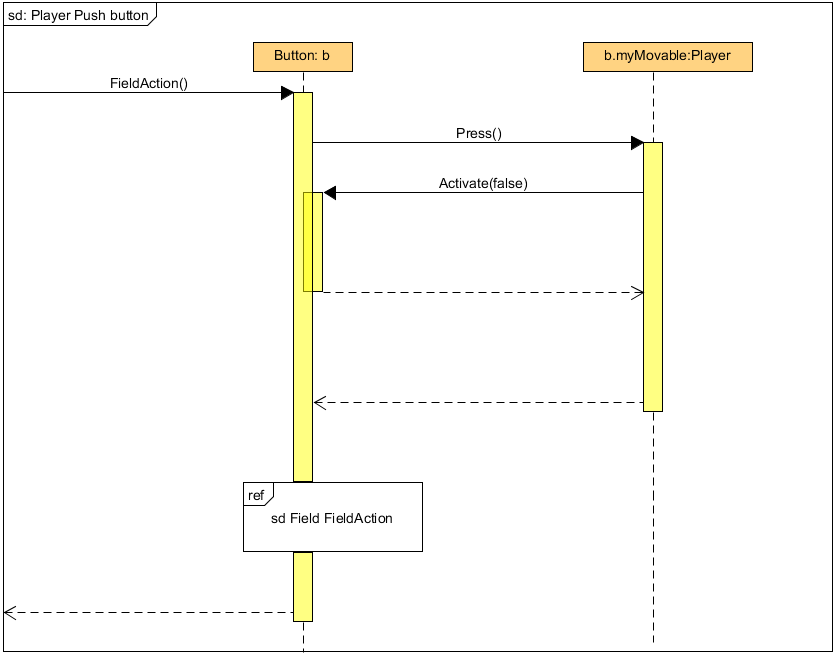 sd: Player Push button
Button: b
b.myMovable:Player
FieldAction()
Press()
Activate(false)
ref
sd Field FieldAction